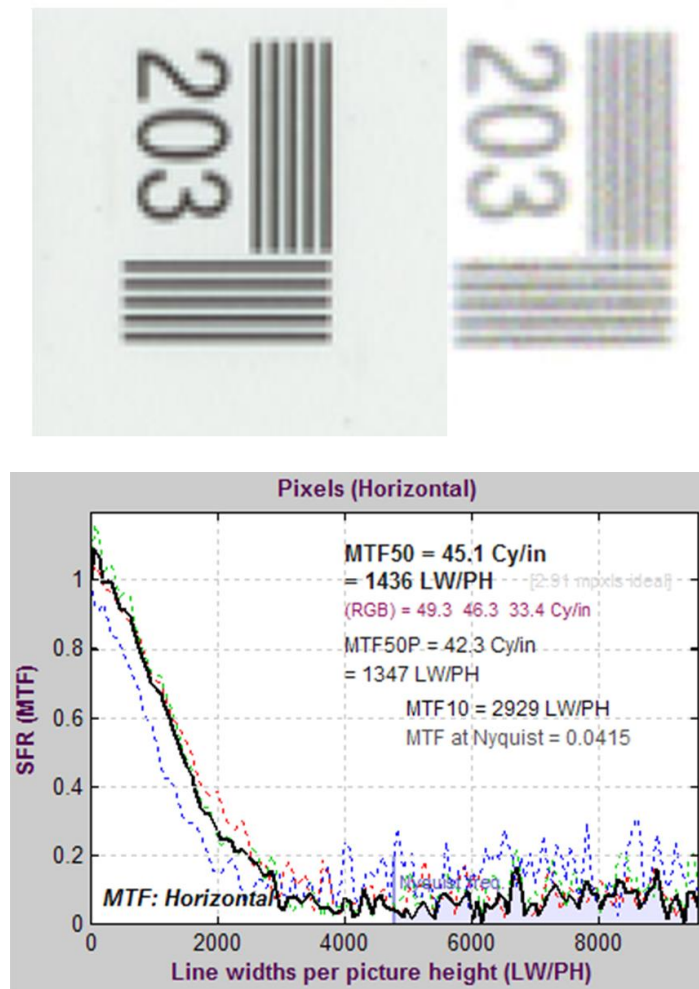 203
203
Pixels (Horizontal)
MTF50 = 45.1 Cy/in
= 1436 LW/PH [2.91 mpxls ideal]
(RGB) = 49.3 46.3 33.4 Cy/in
MTF50P = 42.3 Cy/in
= 1347 LW/PH
MTF10 = 2929 LW/PH
MTF at Nyquist = 0.0415
SFR (MTF)
1
0.8
0.6
0.4
0.2
0
MTF: Horizontal
Nyquist freq
0 2000 4000 6000 8000
Line widths per picture height (LW/PH)